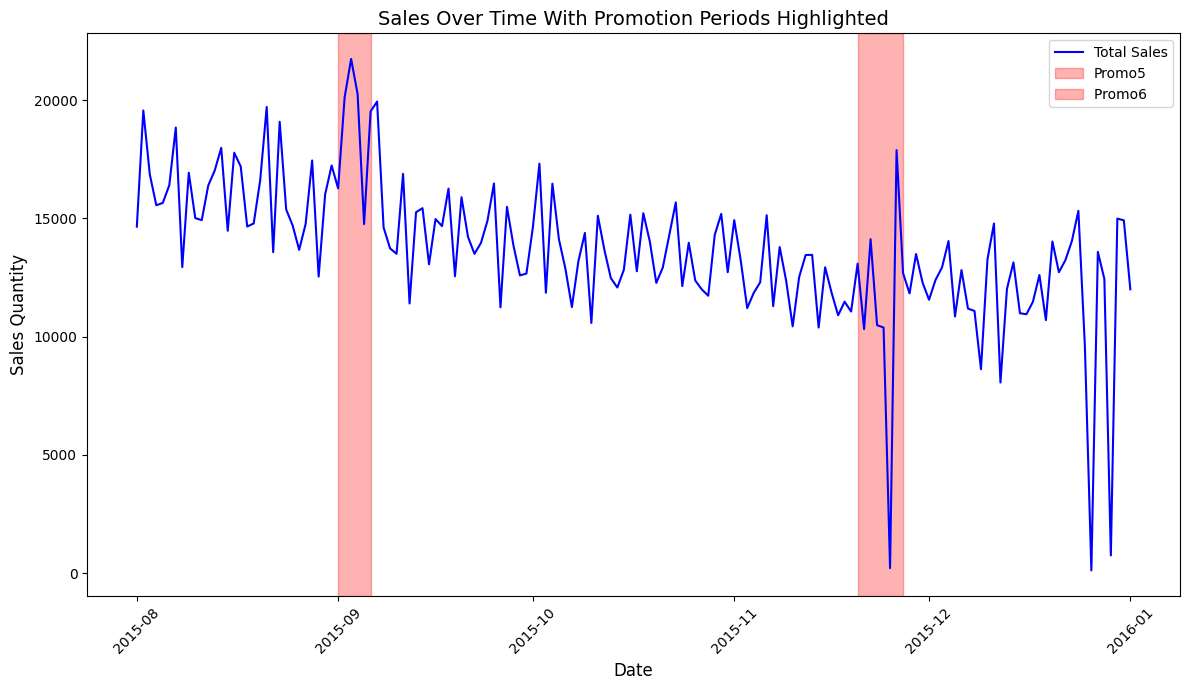 Sales Over Time With Promotion Periods Highlighted
Total Sales
Promo5
Promo6
20000
15000
10000
5000
0
Sales Quantity
2015-08
2015-09
2015-10
2015-11
2015-12
2016-01
Date